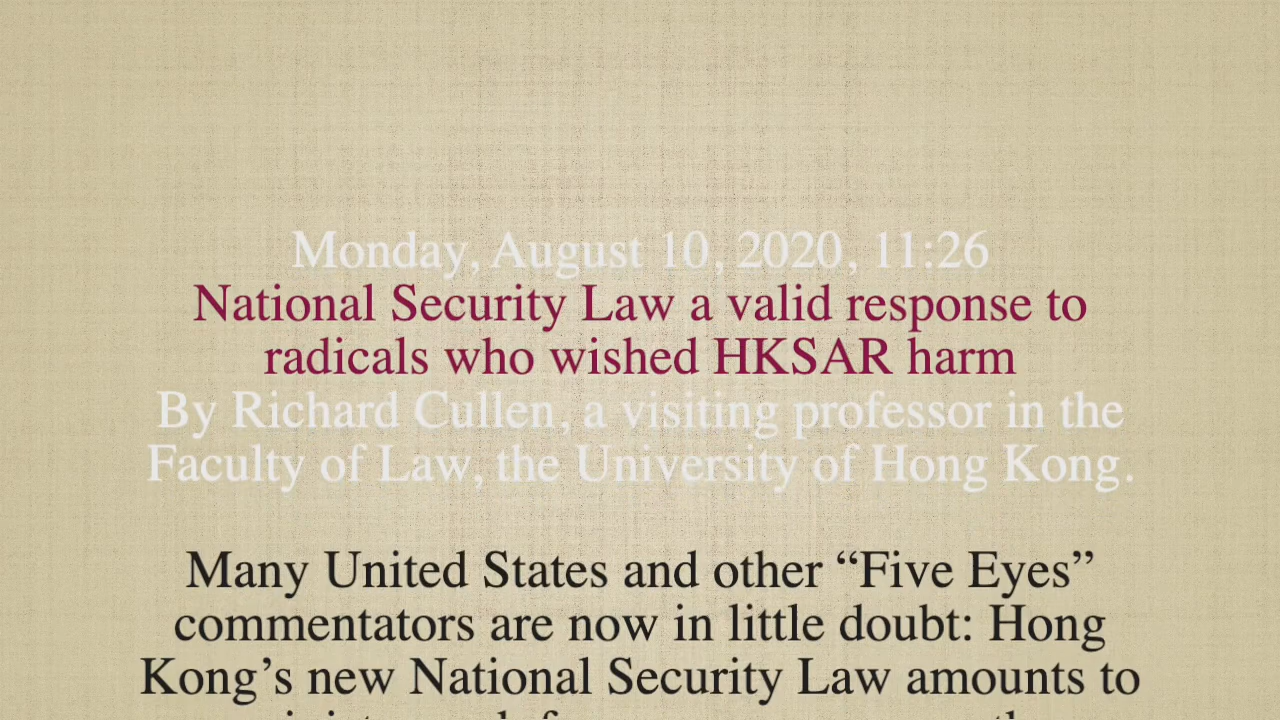 Monday, August 10, 2020, 11:26
National Security Law a valid response to
radicals who wished HKSAR harm
By Richard Cullen, a visiting professor in the
Faculty of Law, the University of Hong Kong.
Many United States and other “Five Eyes”
commentators are now in little doubt: Hong
Kong’s new National Security Law amounts to